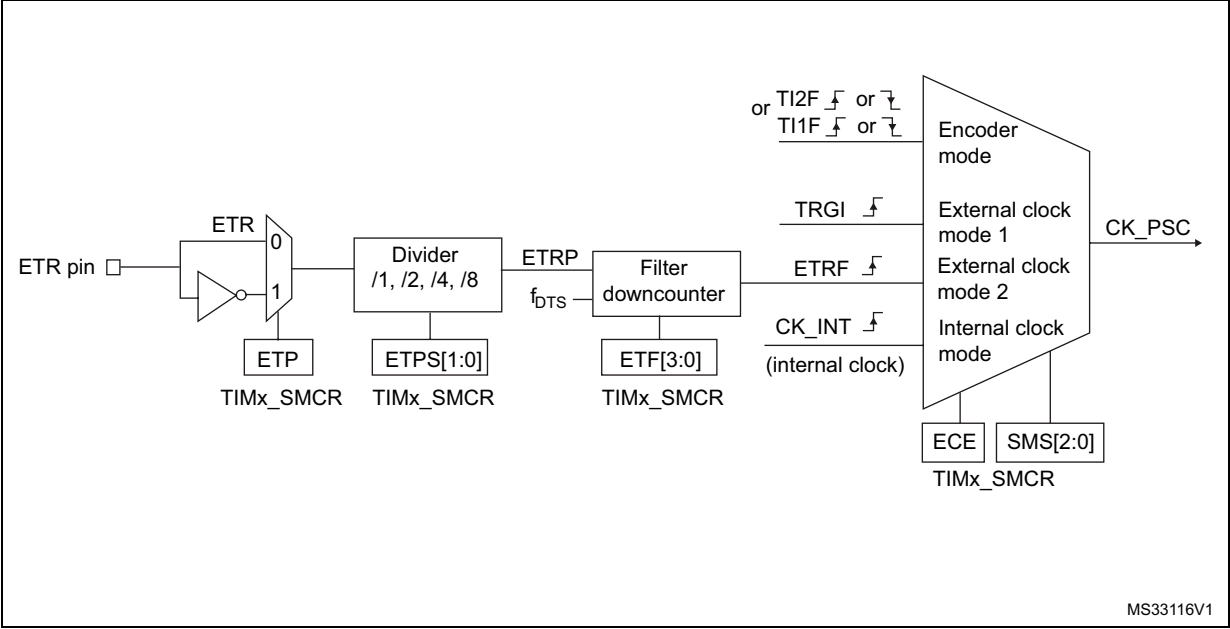 or TI2F or
TI1F or
Encoder
mode
TRGI
External clock
mode 1
CK_PSC
ETR
0
1
ETR pin
Divider
/1, /2, /4, /8
ETRP
fDTS
Filter
downcounter
ETRF
External clock
mode 2
CK_INT
(internal clock)
Internal clock
mode
ETP
TIMx_SMCR
ETPS[1:0]
TIMx_SMCR
ETF[3:0]
TIMx_SMCR
ECE
SMS[2:0]
TIMx_SMCR
MS33116V1